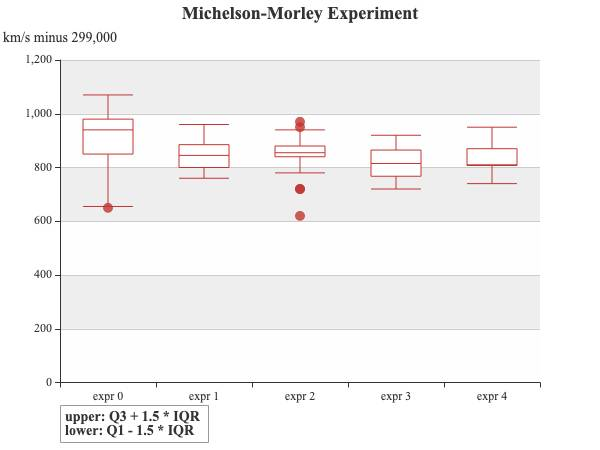 Michelson-Morley Experiment
km/s minus 299,000
1,200
1,000
800
600
400
200
0
expr 0 expr 1 expr 2 expr 3 expr 4
upper: Q3 + 1.5 * IQR
lower: Q1 - 1.5 * IQR